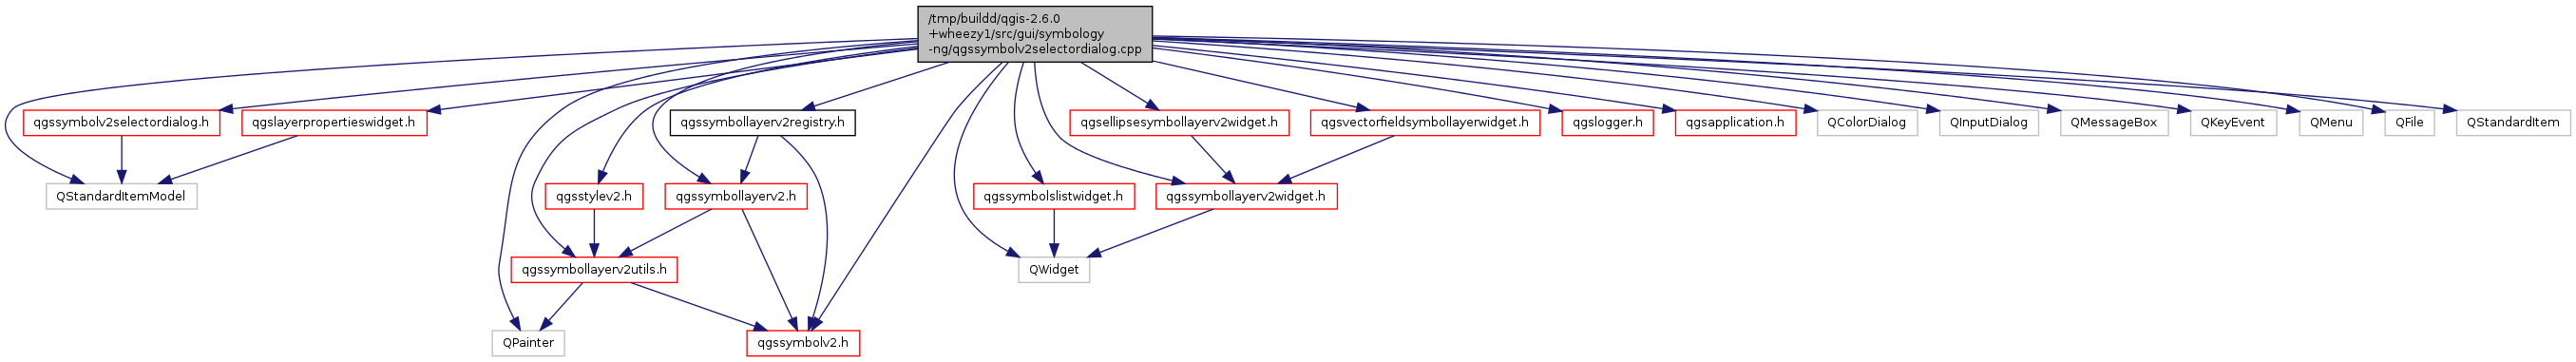 /tmp/buildd/qgis-2.6.0
+wheezy1/src/gui/symbology
-ng/qgssymbolv2selectordialog.cpp
qgssymbolv2selectordialog.h
qgslayerpropertieswidget.h
qgssymbollayerv2registry.h
qgsellipsesymbollayerv2widget.h
qgsvectorfieldsymbollayerwidget.h
qgslogger.h
qgsapplication.h
QColorDialog
QInputDialog
QMessageBox
QKeyEvent
QMenu
QFile
QStandardItem
QStandardItemModel
qgsstylev2.h
qgssymbollayerv2.h
qgssymbolslistwidget.h
qgssymbollayerv2widget.h
qgssymbollayerv2utils.h
QWidget
QPainter
qgssymbolv2.h